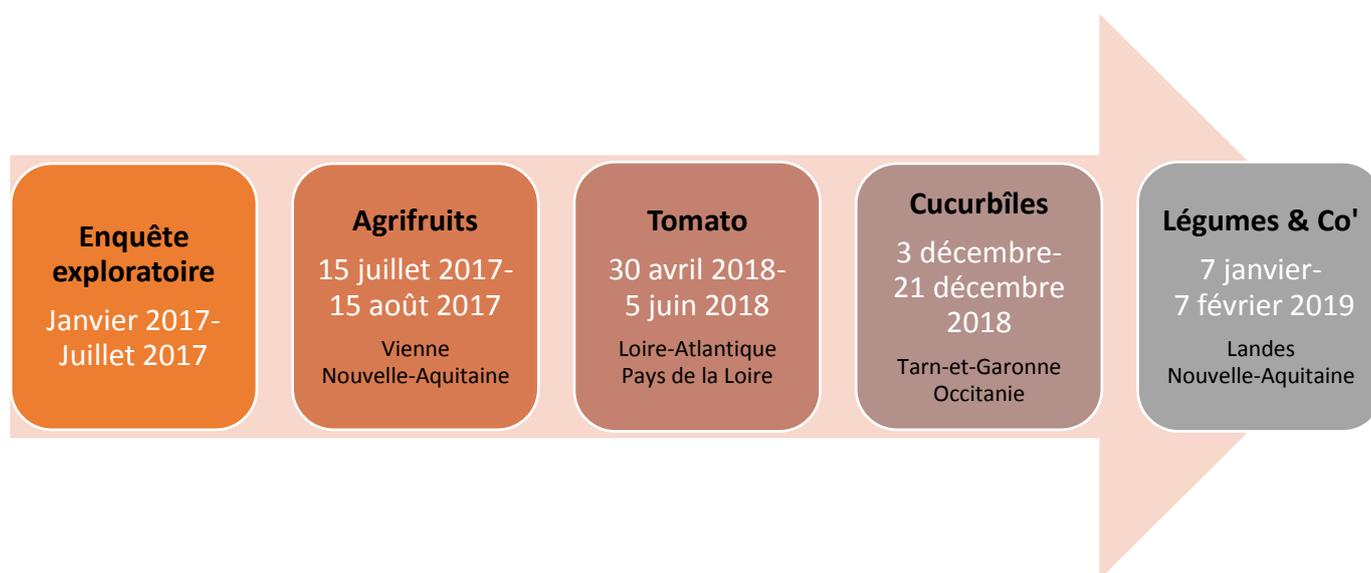 Enquête
exploratoire
Janvier 2017-
Juillet 2017
Agrifruits
15 juillet 2017-
15 août 2017
Vienne
Nouvelle-Aquitaine
Tomato
30 avril 2018-
5 juin 2018
Loire-Atlantique
Pays de la Loire
Cucurbîles
3 décembre-
21 décembre
2018
Tarn-et-Garonne
Occitanie
Légumes & Co'
7 janvier-
7 février 2019
Landes
Nouvelle-Aquitaine